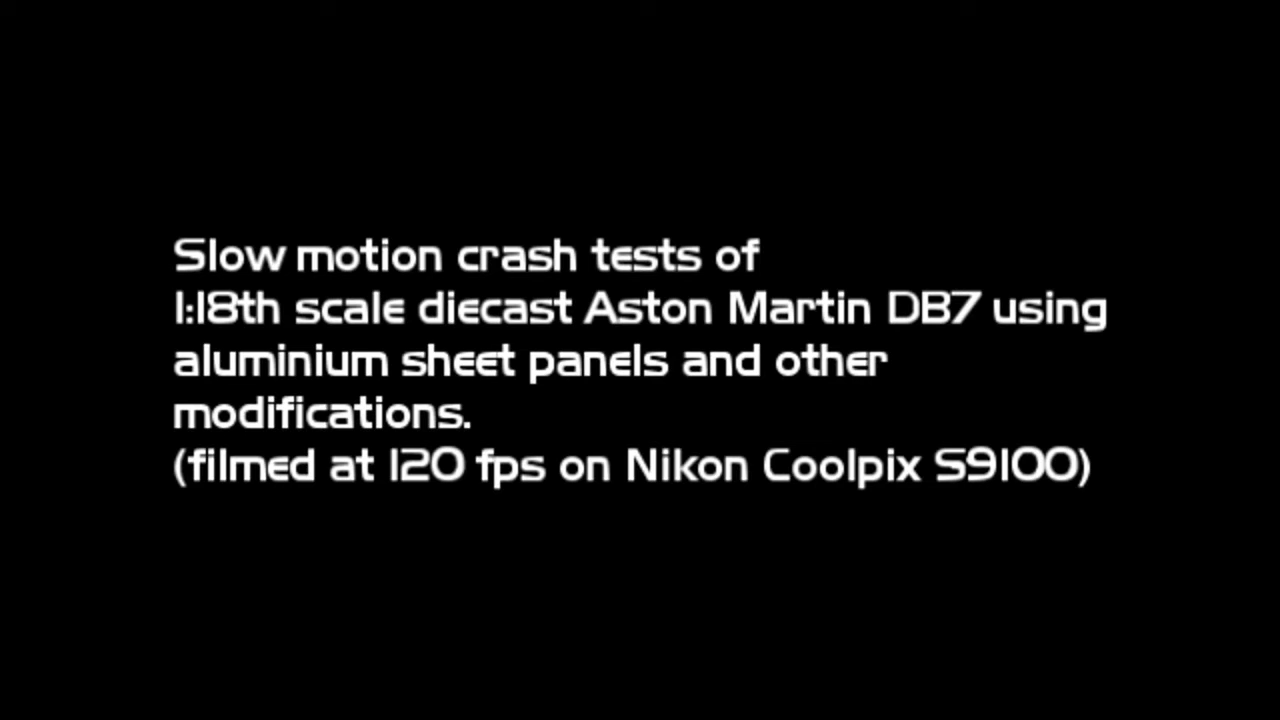 Slow motion crash tests of
1:18th scale diecast Aston Martin DB7 using
aluminium sheet panels and other
modifications.
(filmed at 120 fps on Nikon Coolpix S9100)